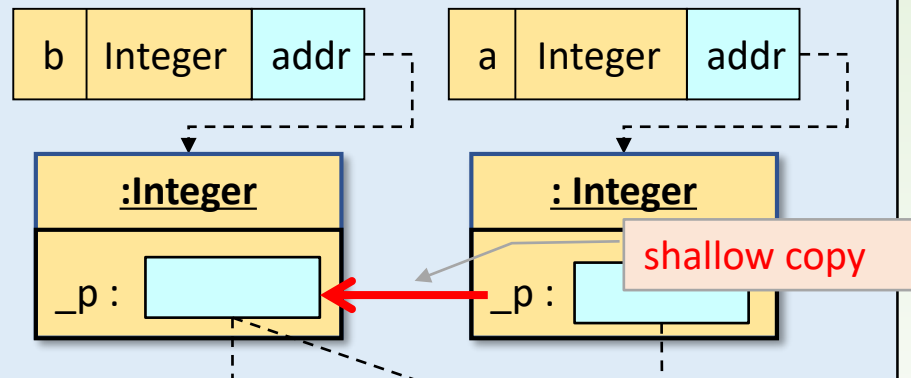 b Integer addr
a Integer addr
:Integer
: Integer
shallow copy
_p :
_p :